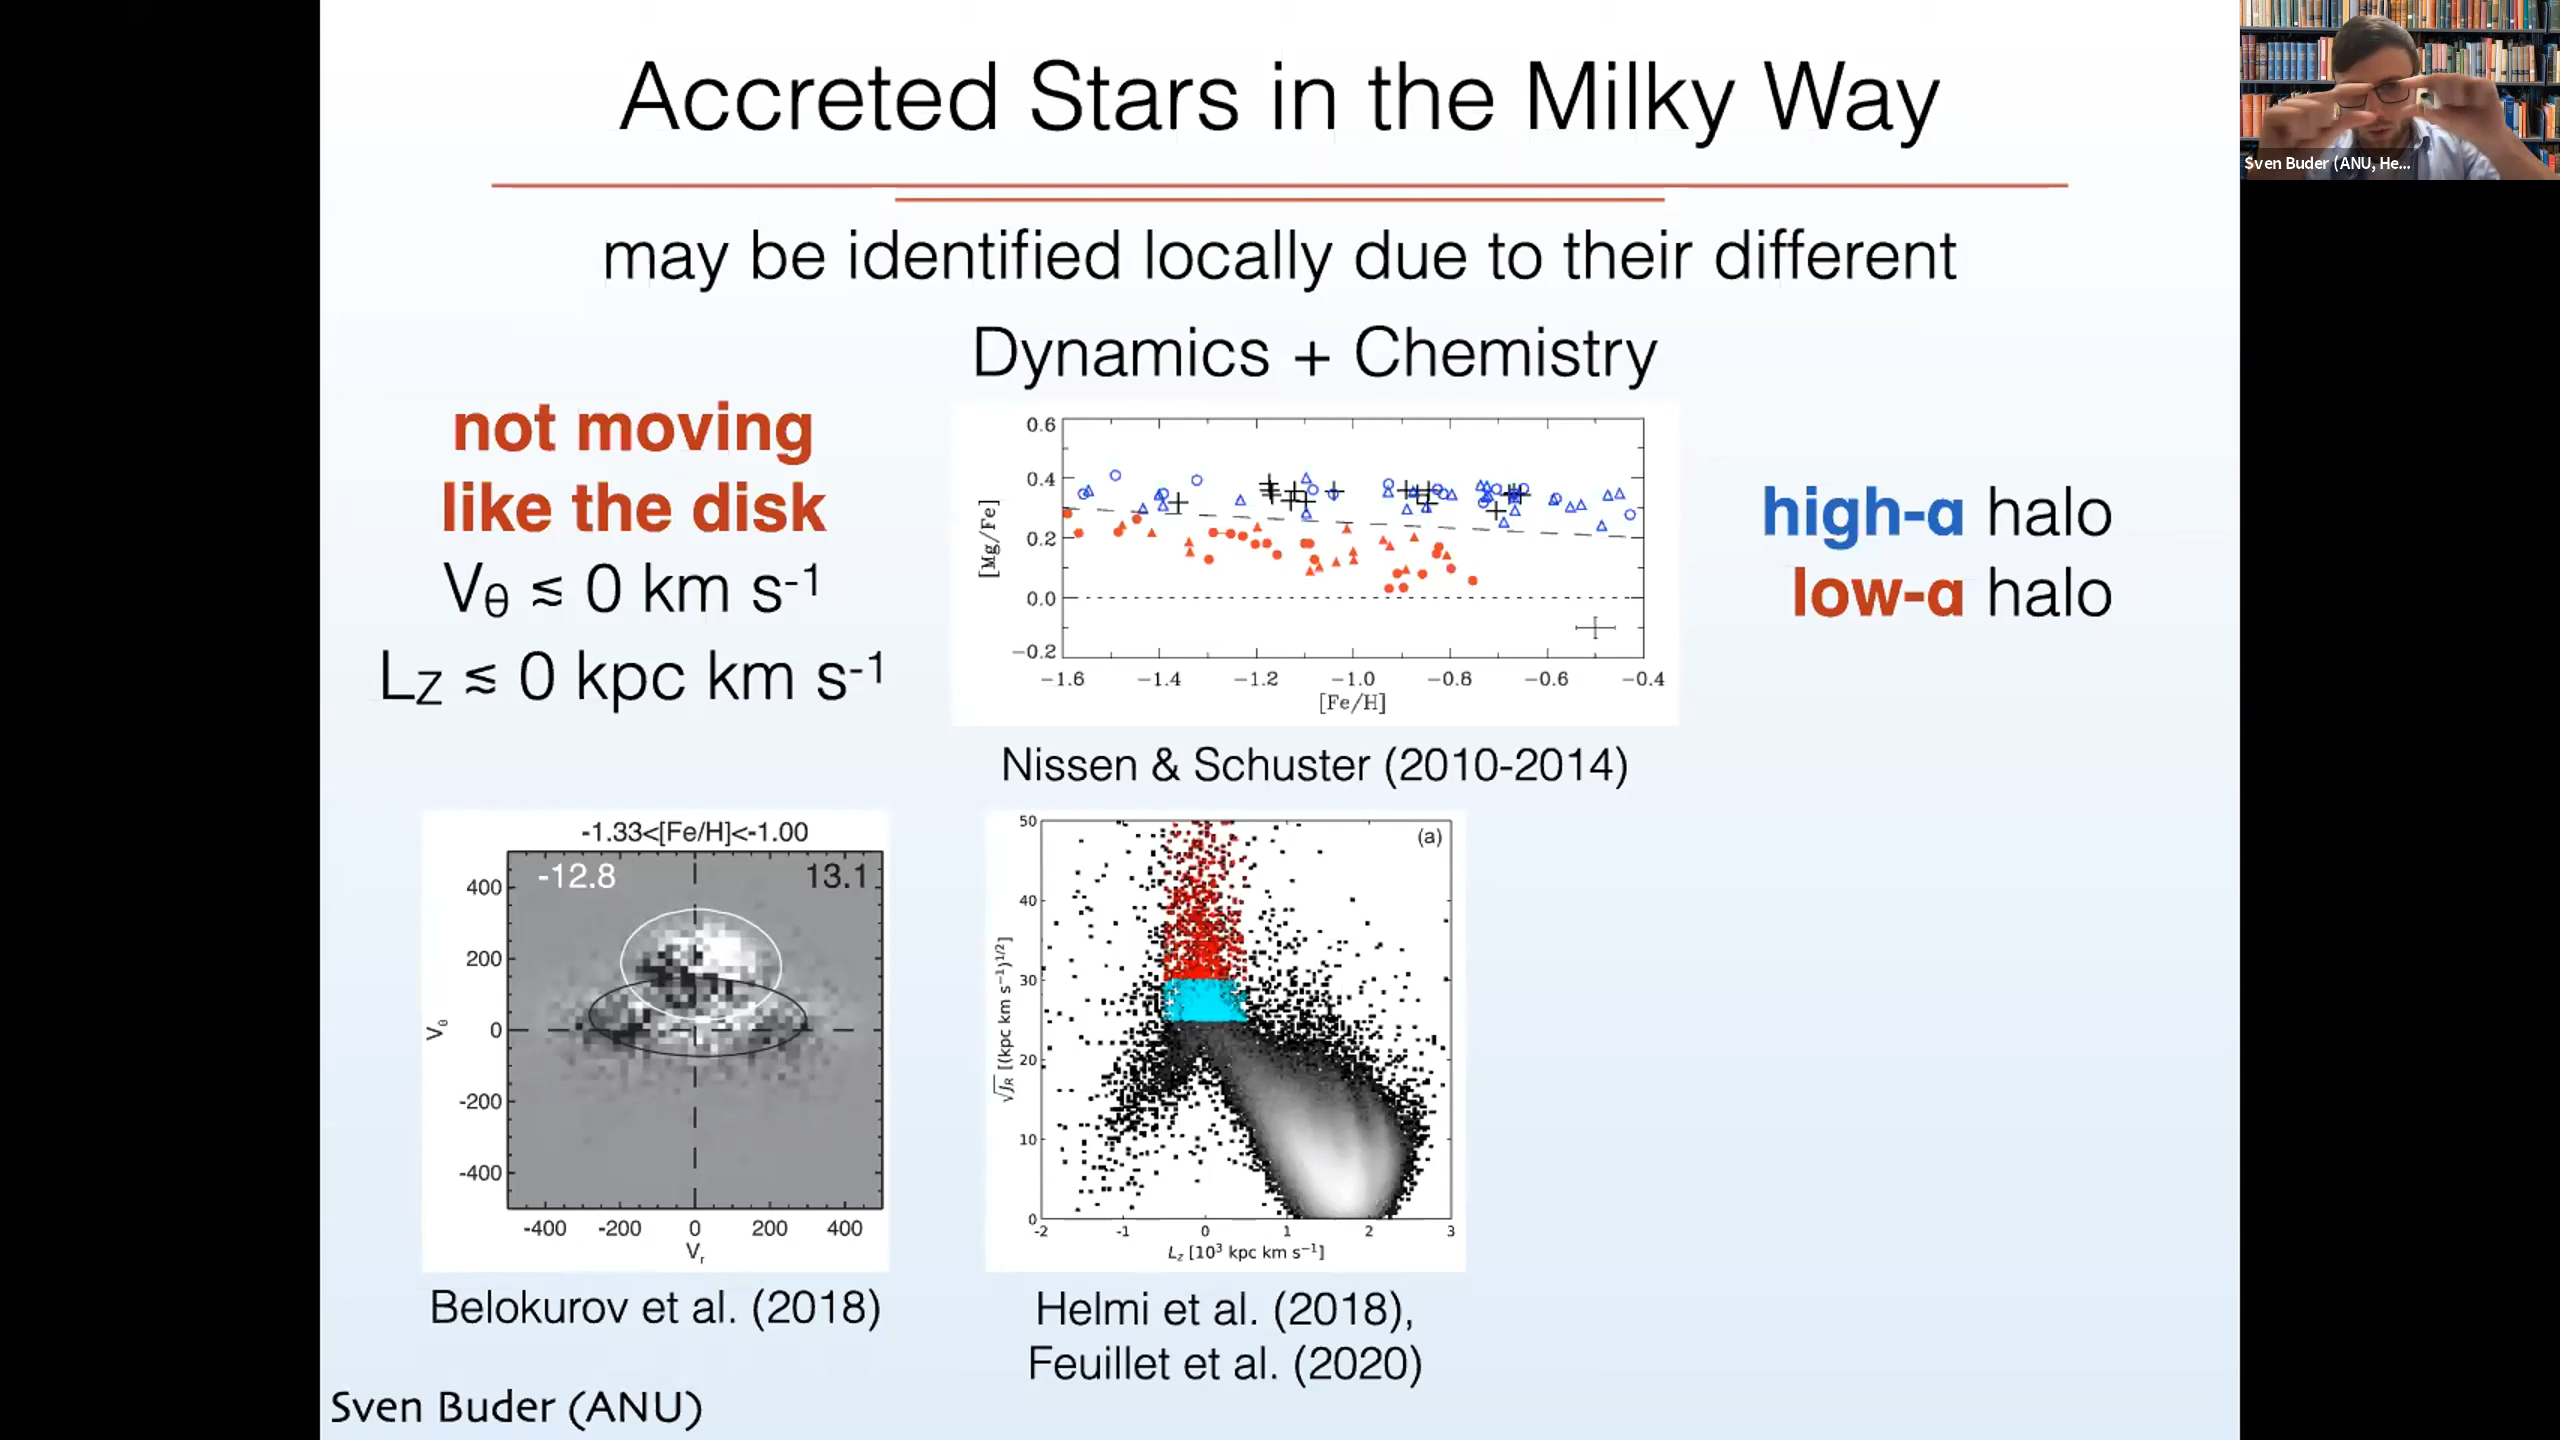 Accreted Stars in the Milky Way
Sven Buder (ANU, He...
may be identified locally due to their different
Dynamics + Chemistry
not moving
like the disk
Vθ ≲ 0 km s-1
LZ ≲ 0 kpc km s-1
0.6
0.4
0.2
0.0
−0.2
[Mg/Fe]
−1.6 −1.4 −1.2 −1.0 −0.8 −0.6 −0.4
[Fe/H]
high-α halo
low-α halo
Nissen & Schuster (2010-2014)
-1.33<[Fe/H]<-1.00
-12.8 13.1
400
200
0
-200
-400
Vθ
-400 -200 0 200 400
Vr
Belokurov et al. (2018)
(a)
50
40
30
20
10
0
√JR [(kpc km s−1)1/2]
-2 -1 0 1 2 3
Lz [10³ kpc km s−1]
Helmi et al. (2018),
Feuillet et al. (2020)
Sven Buder (ANU)